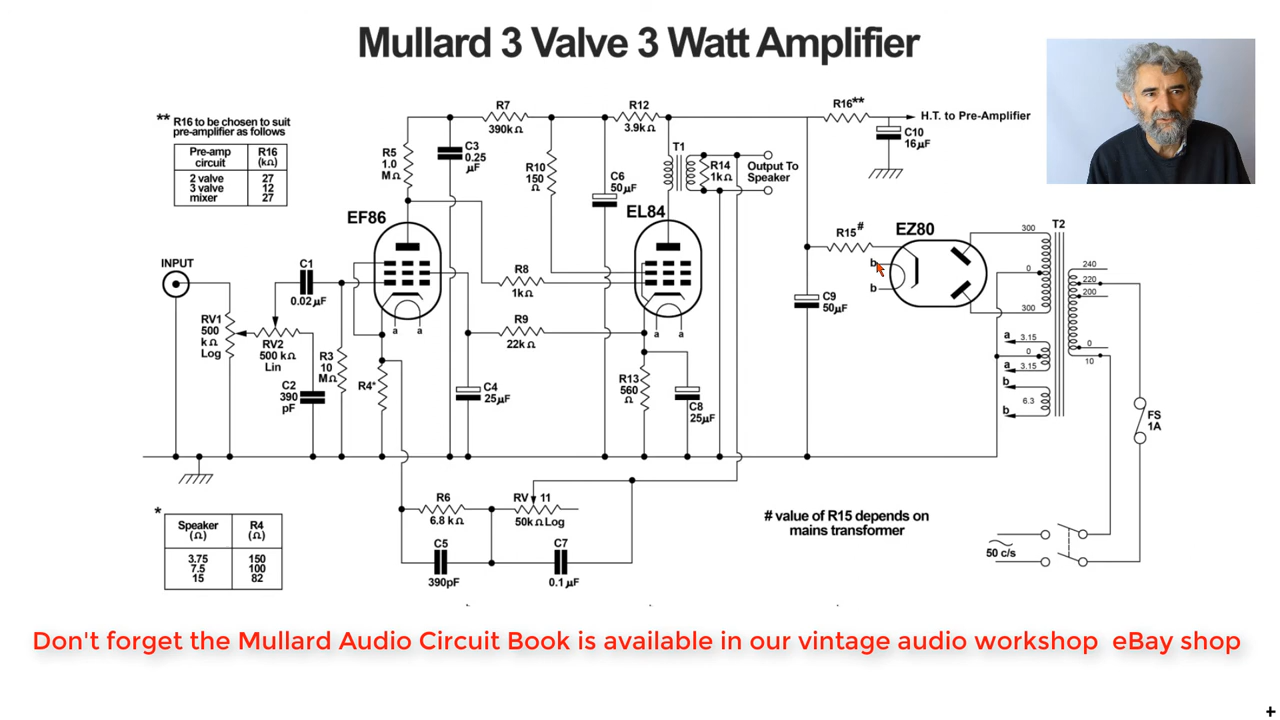 Mullard 3 Valve 3 Watt Amplifier
** R16 to be chosen to suit
pre-amplifier as follows
Pre-amp
circuit
R16
(kΩ)
2 valve 27
3 valve 12
mixer 27
R7
390kΩ
R12
3.9kΩ
R16**
H.T. to Pre-Amplifier
C10
16µF
R5
1.0
MΩ
C3
0.25
µF
R10
150
Ω
C6
50µF
T1
R14
1kΩ
Output To
Speaker
EF86
EL84
R15#
EZ80
T2
300
0
300
240
220
200
0
10
b
b
INPUT
C1
0.02µF
R8
1kΩ
C9
50µF
RV1
500
kΩ
Log
RV2
500 kΩ
Lin
a a
R9
22kΩ
a a
a 3.15
0
a 3.15
b
6.3
b
R3
10
MΩ
C2
390
pF
R4*
C4
25µF
R13
560
Ω
C8
25µF
FS
1A
*
Speaker
(Ω)
R4
(Ω)
3.75 150
7.5 100
15 82
R6
6.8 kΩ
RV 11
50kΩ Log
C5
390pF
C7
0.1µF
# value of R15 depends on
mains transformer
50 c/s
Don't forget the Mullard Audio Circuit Book is available in our vintage audio workshop eBay shop